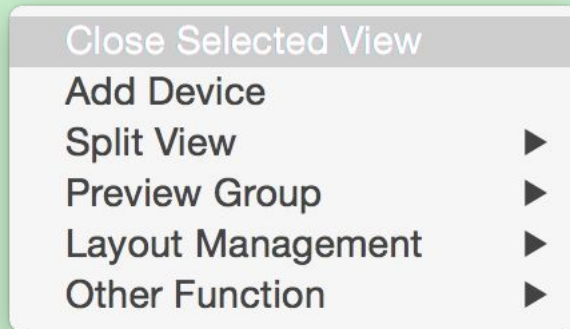 Close Selected View
Add Device
Split View
Preview Group
Layout Management
Other Function